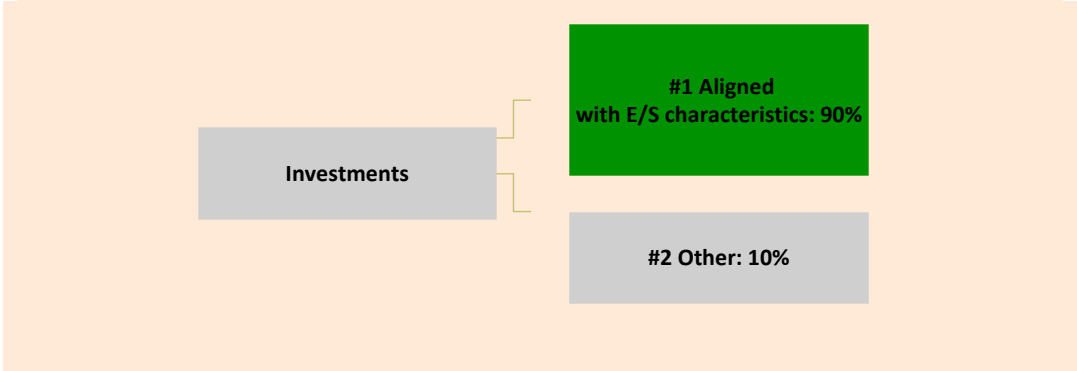 #1 Aligned
with E/S characteristics: 90%
Investments
#2 Other: 10%